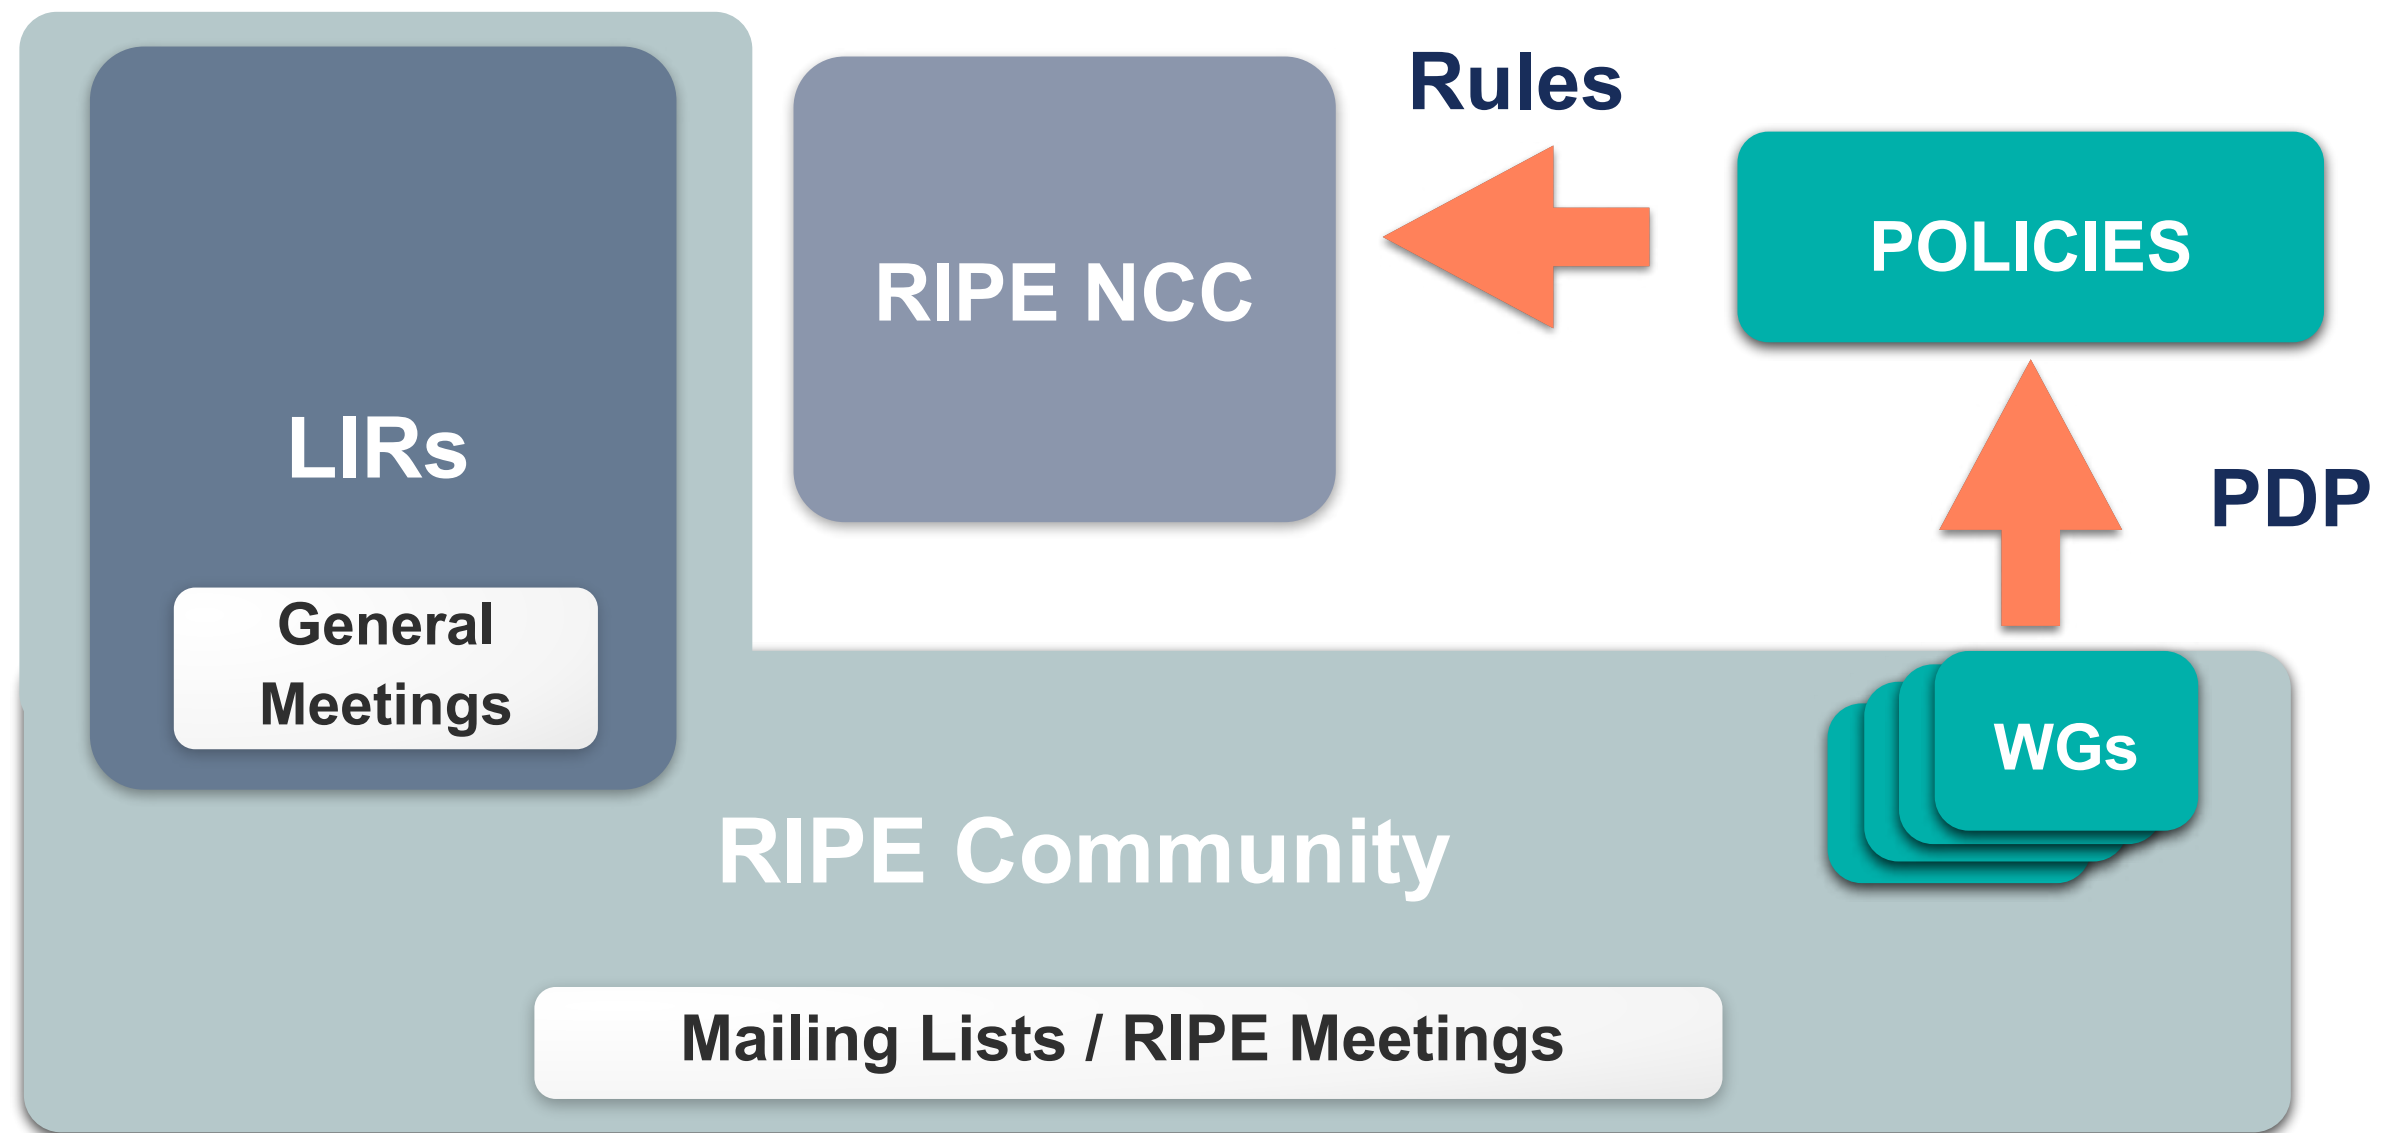 Rules
RIPE NCC
POLICIES
LIRs
PDP
General
Meetings
WGs
RIPE Community
Mailing Lists / RIPE Meetings